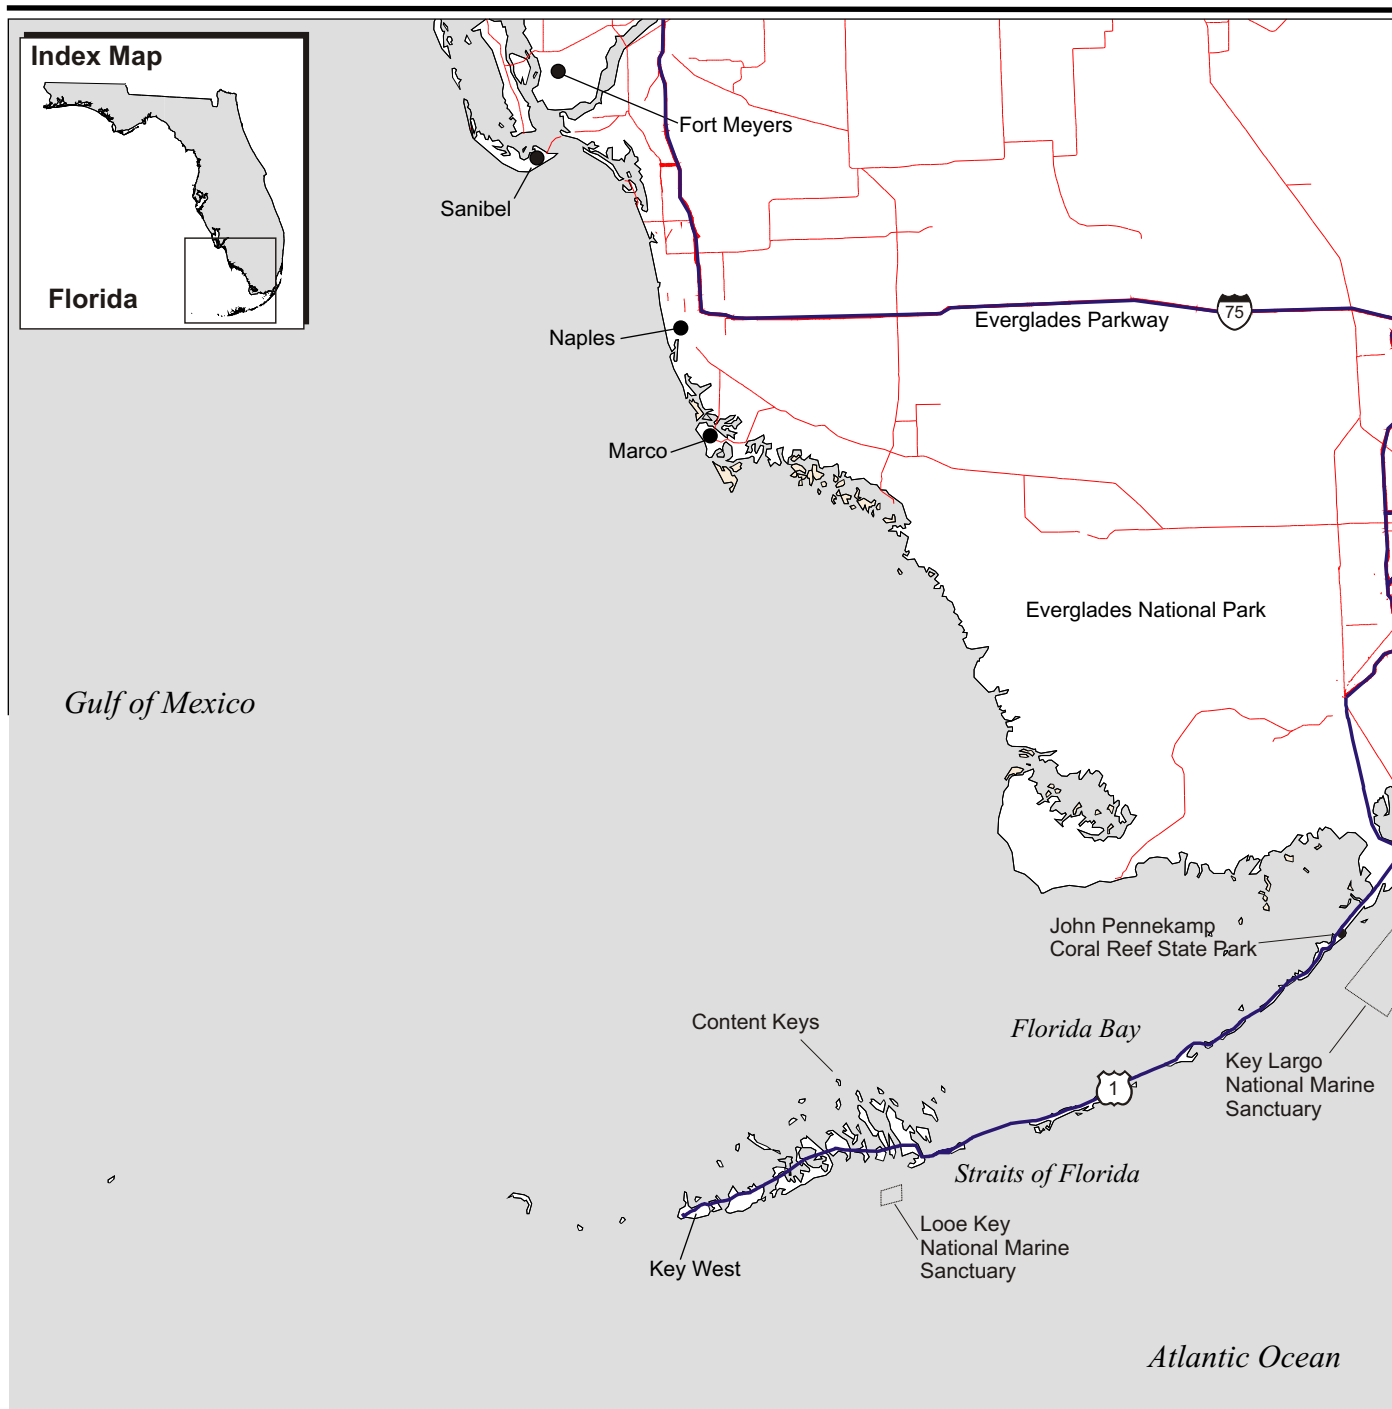 Index Map
Florida
Fort Meyers
Sanibel
Naples
Everglades Parkway
75
Marco
Everglades National Park
Gulf of Mexico
John Pennekamp
Coral Reef State Park
Content Keys
Florida Bay
Key Largo
National Marine
Sanctuary
1
Straits of Florida
Looe Key
National Marine
Sanctuary
Key West
Atlantic Ocean